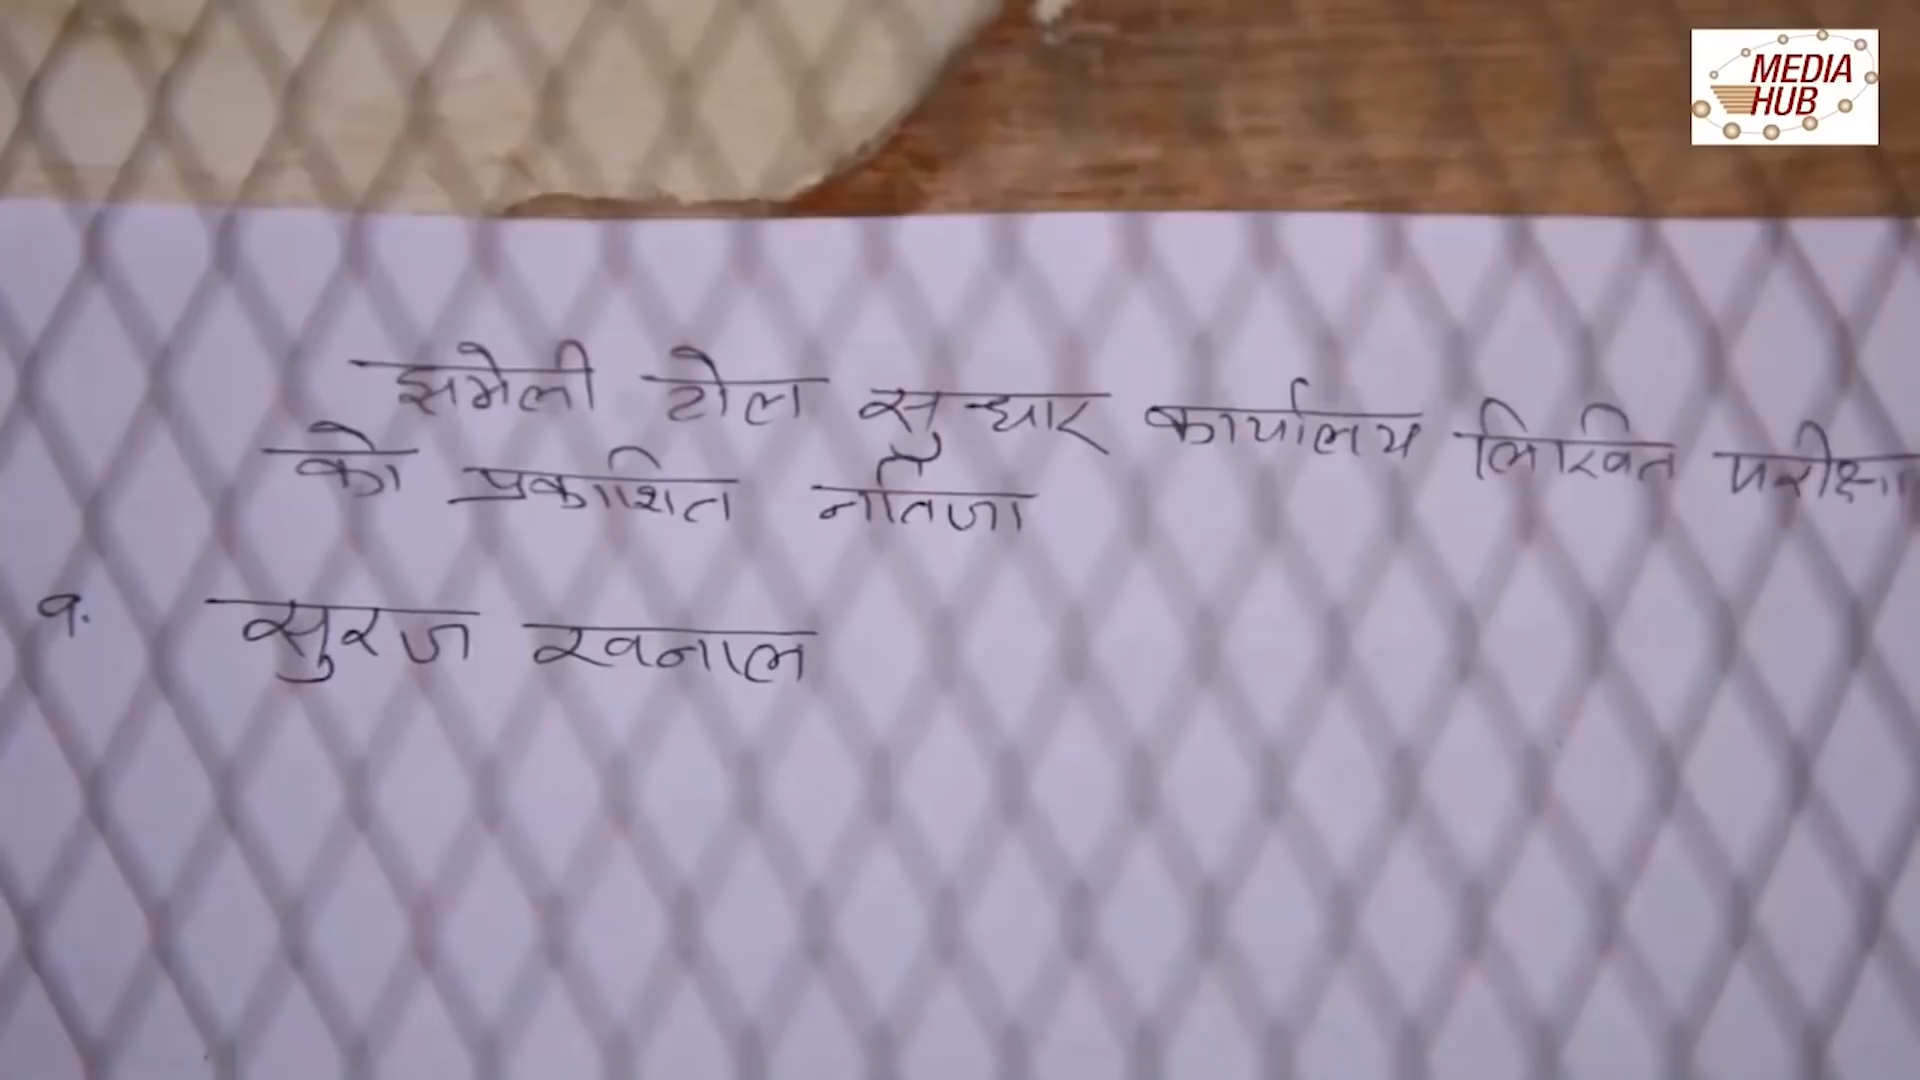 MEDIA
HUB
झमेली टोल सुधार कार्यालय लिखित परीक्षा
को प्रकाशित नतिजा
१. सुरज खनाल